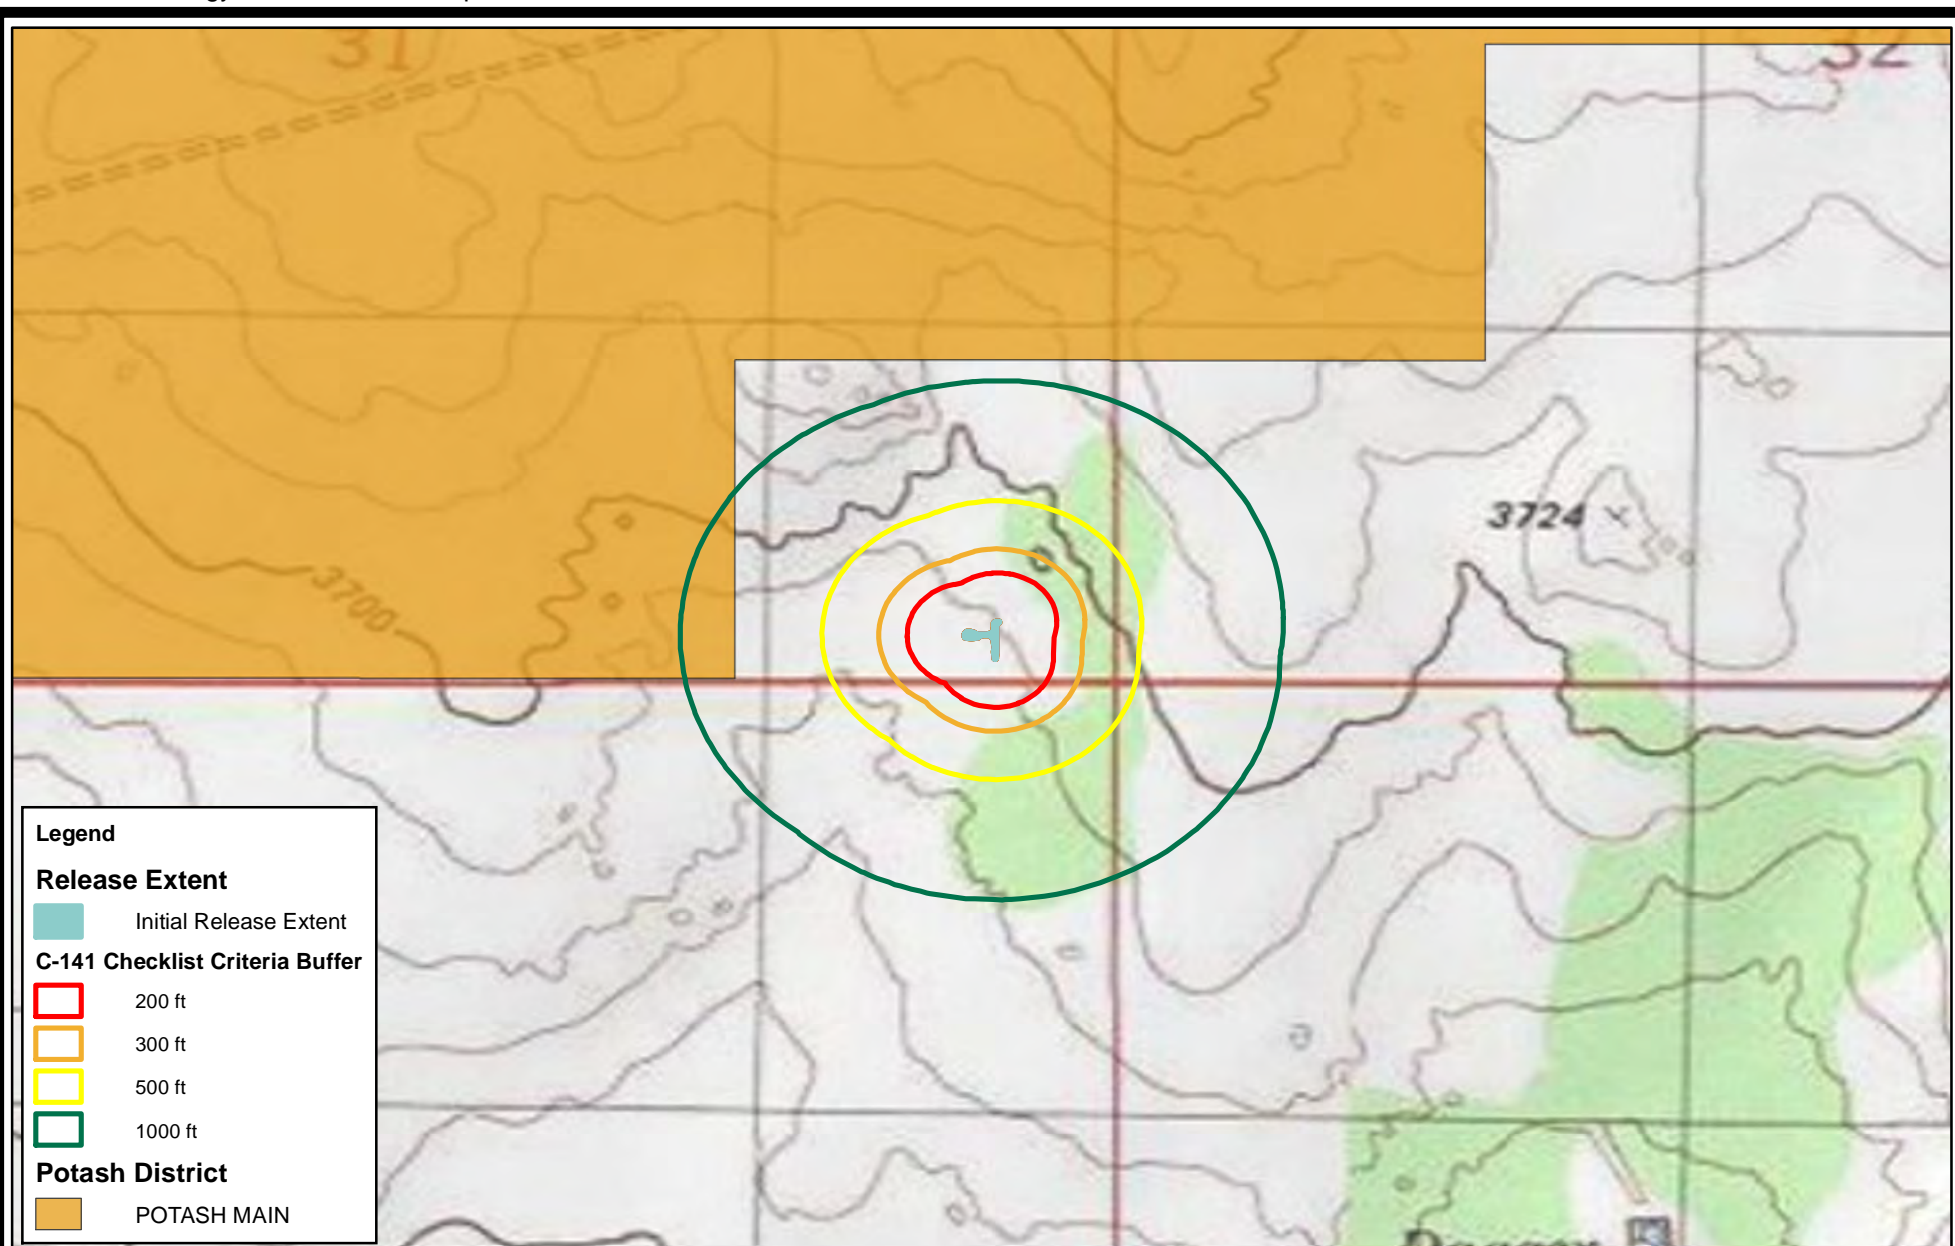 31
32
3724
3700
Legend
Release Extent
Initial Release Extent
C-141 Checklist Criteria Buffer
200 ft
300 ft
500 ft
1000 ft
Potash District
POTASH MAIN